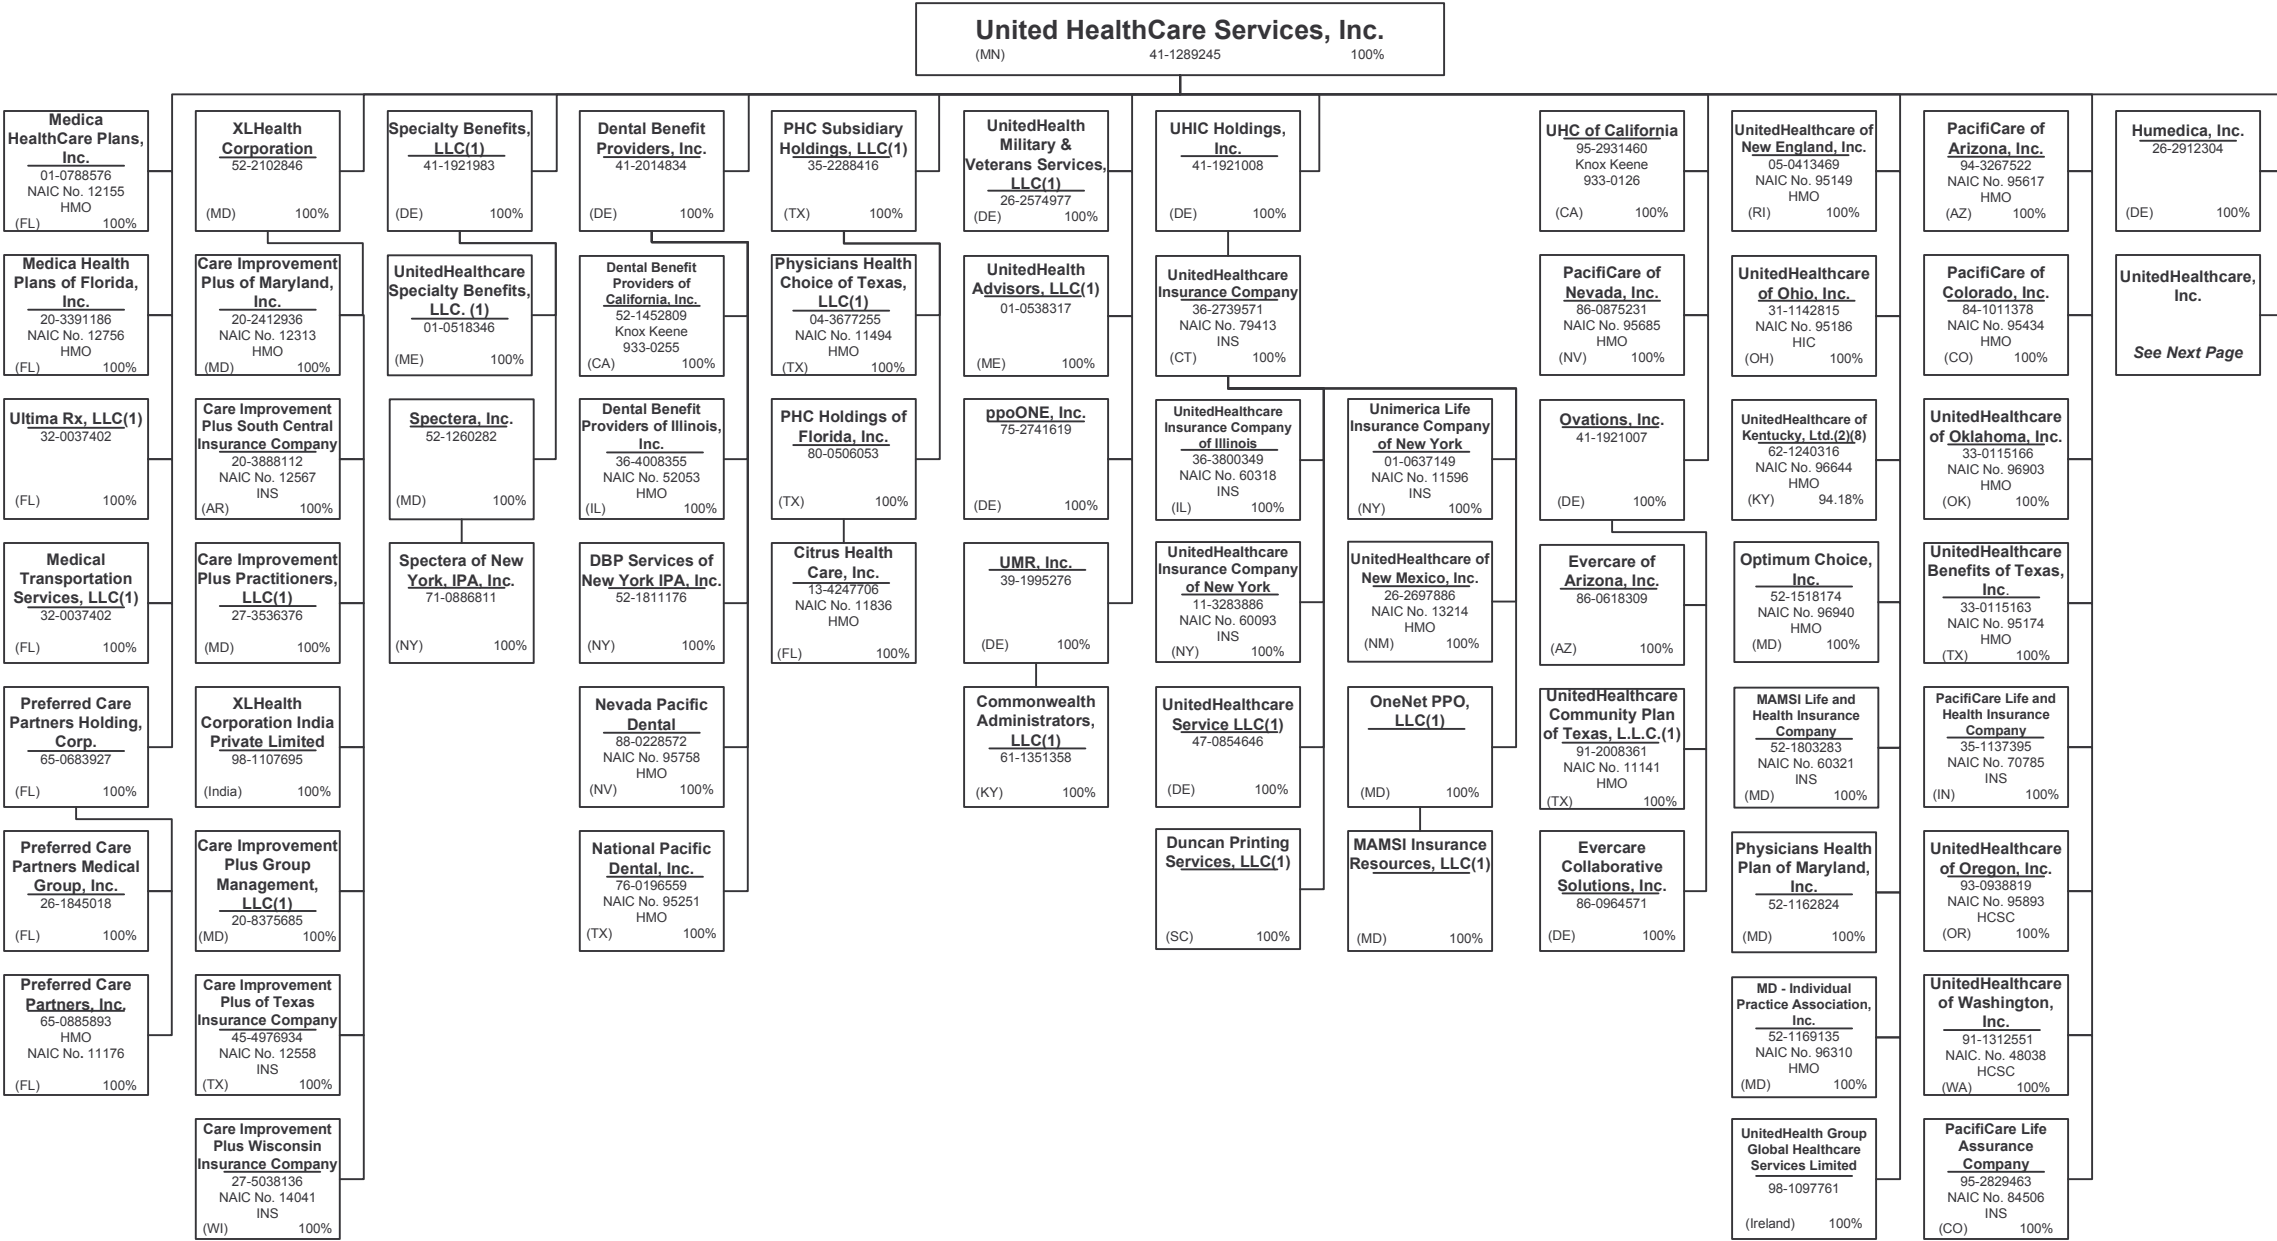 United HealthCare Services, Inc.
(MN) 41-1289245 100%
Medica
HealthCare Plans,
Inc.
01-0788576
NAIC No. 12155
HMO
(FL) 100%
Medica Health
Plans of Florida,
Inc.
20-3391186
NAIC No. 12756
HMO
(FL) 100%
Ultima Rx, LLC(1)
32-0037402
(FL) 100%
Medical
Transportation
Services, LLC(1)
32-0037402
(FL) 100%
Preferred Care
Partners Holding,
Corp.
65-0683927
(FL) 100%
Preferred Care
Partners Medical
Group, Inc.
26-1845018
(FL) 100%
Preferred Care
Partners, Inc.
65-0885893
HMO
NAIC No. 11176
(FL) 100%
XLHealth
Corporation
52-2102846
(MD) 100%
Care Improvement
Plus of Maryland,
Inc.
20-2412936
NAIC No. 12313
HMO
(MD) 100%
Care Improvement
Plus South Central
Insurance Company
20-3888112
NAIC No. 12567
INS
(AR) 100%
Care Improvement
Plus Practitioners,
LLC(1)
27-3536376
(MD) 100%
XLHealth
Corporation India
Private Limited
98-1107695
(India) 100%
Care Improvement
Plus Group
Management,
LLC(1)
20-8375685
(MD) 100%
Care Improvement
Plus of Texas
Insurance Company
45-4976934
NAIC No. 12558
INS
(TX) 100%
Care Improvement
Plus Wisconsin
Insurance Company
27-5038136
NAIC No. 14041
INS
(WI) 100%
Specialty Benefits,
LLC(1)
41-1921983
(DE) 100%
UnitedHealthcare
Specialty Benefits,
LLC. (1)
01-0518346
(ME) 100%
Spectera, Inc.
52-1260282
(MD) 100%
Spectera of New
York, IPA, Inc.
71-0886811
(NY) 100%
Dental Benefit
Providers, Inc.
41-2014834
(DE) 100%
Dental Benefit
Providers of
California, Inc.
52-1452809
Knox Keene
933-0255
(CA) 100%
Dental Benefit
Providers of Illinois,
Inc.
36-4008355
NAIC No. 52053
HMO
(IL) 100%
DBP Services of
New York IPA, Inc.
52-1811176
(NY) 100%
Nevada Pacific
Dental
88-0228572
NAIC No. 95758
HMO
(NV) 100%
National Pacific
Dental, Inc.
76-0196559
NAIC No. 95251
HMO
(TX) 100%
PHC Subsidiary
Holdings, LLC(1)
35-2288416
(TX) 100%
Physicians Health
Choice of Texas,
LLC(1)
04-3677255
NAIC No. 11494
HMO
(TX) 100%
PHC Holdings of
Florida, Inc.
80-0506053
(TX) 100%
Citrus Health
Care, Inc.
13-4247706
NAIC No. 11836
HMO
(FL) 100%
UnitedHealth
Military &
Veterans Services,
LLC(1)
26-2574977
(DE) 100%
UnitedHealth
Advisors, LLC(1)
01-0538317
(ME) 100%
ppoONE, Inc.
75-2741619
(DE) 100%
UMR, Inc.
39-1995276
(DE) 100%
Commonwealth
Administrators,
LLC(1)
61-1351358
(KY) 100%
UHIC Holdings,
Inc.
41-1921008
(DE) 100%
UnitedHealthcare
Insurance Company
36-2739571
NAIC No. 79413
INS
(CT) 100%
UnitedHealthcare
Insurance Company
of Illinois
36-3800349
NAIC No. 60318
INS
(IL) 100%
UnitedHealthcare
Insurance Company
of New York
11-3283886
NAIC No. 60093
INS
(NY) 100%
UnitedHealthcare
Service LLC(1)
47-0854646
(DE) 100%
Duncan Printing
Services, LLC(1)
(SC) 100%
Unimerica Life
Insurance Company
of New York
01-0637149
NAIC No. 11596
INS
(NY) 100%
UnitedHealthcare of
New Mexico, Inc.
26-2697886
NAIC No. 13214
HMO
(NM) 100%
OneNet PPO,
LLC(1)
(MD) 100%
MAMSI Insurance
Resources, LLC(1)
(MD) 100%
UHC of California
95-2931460
Knox Keene
933-0126
(CA) 100%
PacifiCare of
Nevada, Inc.
86-0875231
NAIC No. 95685
HMO
(NV) 100%
Ovations, Inc.
41-1921007
(DE) 100%
Evercare of
Arizona, Inc.
86-0618309
(AZ) 100%
UnitedHealthcare
Community Plan
of Texas, L.L.C.(1)
91-2008361
NAIC No. 11141
HMO
(TX) 100%
Evercare
Collaborative
Solutions, Inc.
86-0964571
(DE) 100%
UnitedHealthcare of
New England, Inc.
05-0413469
NAIC No. 95149
HMO
(RI) 100%
UnitedHealthcare
of Ohio, Inc.
31-1142815
NAIC No. 95186
HIC
(OH) 100%
UnitedHealthcare of
Kentucky, Ltd.(2)(8)
62-1240316
NAIC No. 96644
HMO
(KY) 94.18%
Optimum Choice,
Inc.
52-1518174
NAIC No. 96940
HMO
(MD) 100%
MAMSI Life and
Health Insurance
Company
52-1803283
NAIC No. 60321
INS
(MD) 100%
Physicians Health
Plan of Maryland,
Inc.
52-1162824
(MD) 100%
MD - Individual
Practice Association,
Inc.
52-1169135
NAIC No. 96310
HMO
(MD) 100%
UnitedHealth Group
Global Healthcare
Services Limited
98-1097761
(Ireland) 100%
PacifiCare of
Arizona, Inc.
94-3267522
NAIC No. 95617
HMO
(AZ) 100%
PacifiCare of
Colorado, Inc.
84-1011378
NAIC No. 95434
HMO
(CO) 100%
UnitedHealthcare
of Oklahoma, Inc.
33-0115166
NAIC No. 96903
HMO
(OK) 100%
UnitedHealthcare
Benefits of Texas,
Inc.
33-0115163
NAIC No. 95174
HMO
(TX) 100%
PacifiCare Life and
Health Insurance
Company
35-1137395
NAIC No. 70785
INS
(IN) 100%
UnitedHealthcare
of Oregon, Inc.
93-0938819
NAIC No. 95893
HCSC
(OR) 100%
UnitedHealthcare
of Washington,
Inc.
91-1312551
NAIC. No. 48038
HCSC
(WA) 100%
PacifiCare Life
Assurance
Company
95-2829463
NAIC No. 84506
INS
(CO) 100%
Humedica, Inc.
26-2912304
(DE) 100%
UnitedHealthcare,
Inc.
See Next Page